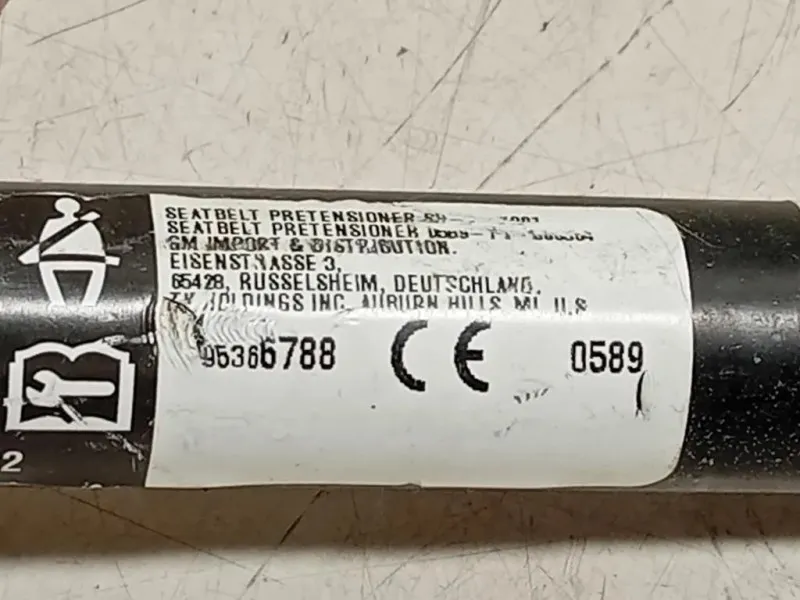 SEATBELT PRETENSIONER
SEATBELT PRETENSIONER
GM IMPORT & DISTRIBUTION.
EISENSTRASSE 3,
65428, RUSSELSHEIM, DEUTSCHLAND.
HOLDINGS INC. AUBURN HILLS, MI, U.S
95366788 CE 0589
2